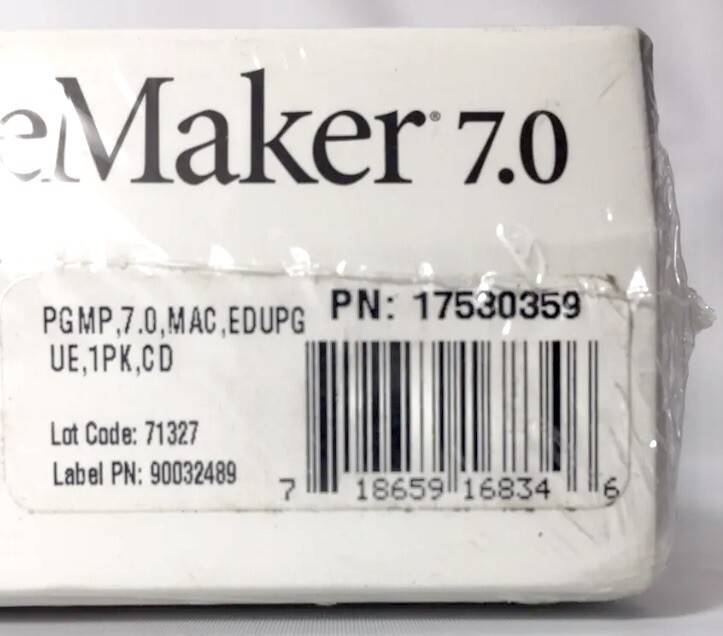 eMaker® 7.0
PGMP,7.0,MAC,EDUPG PN: 17530359
UE,1PK,CD
Lot Code: 71327
Label PN: 90032489
7 18659 16834 6